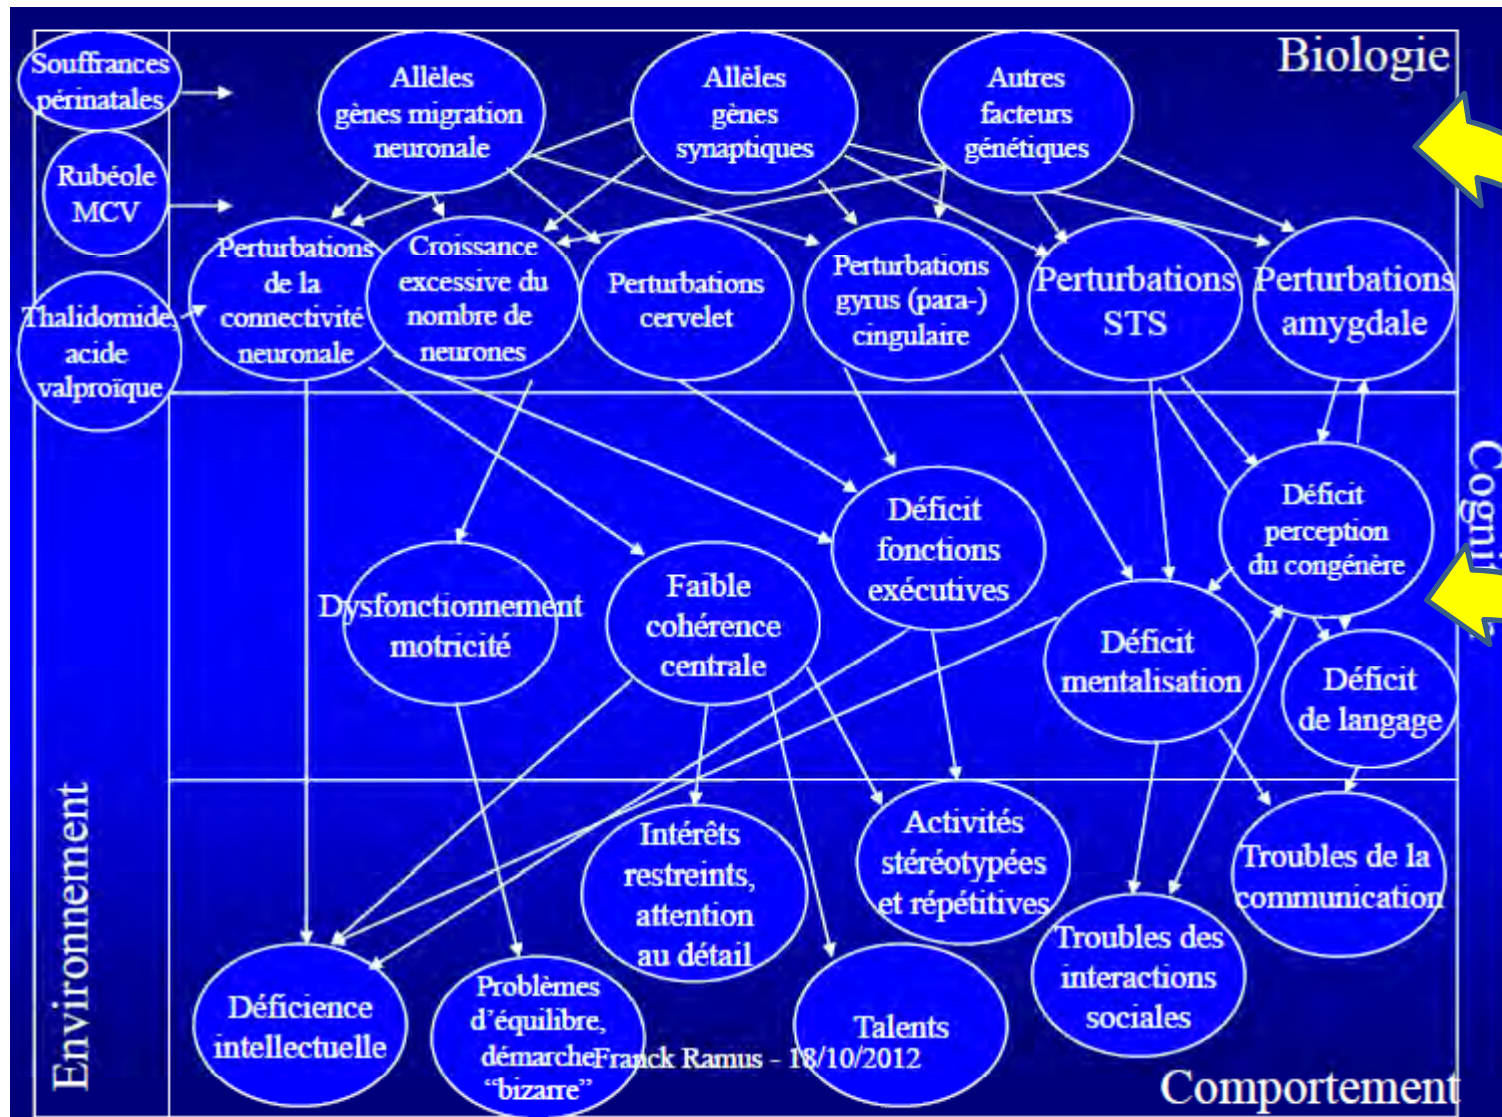 Biologie
Souffrances
périnatales
Allèles
gènes migration
neuronale
Allèles
gènes
synaptiques
Autres
facteurs
génétiques
Rubéole
MCV
Perturbations
de la
connectivité
neuronale
Croissance
excessive du
nombre de
neurones
Perturbations
cervelet
Perturbations
gyrus (para-)
cingulaire
Perturbations
STS
Perturbations
amygdale
Thalidomide,
acide
valproïque
Déficit
fonctions
exécutives
Déficit
perception
du congénère
Dysfonctionnement
motricité
Faible
cohérence
centrale
Déficit
mentalisation
Déficit
de langage
Environnement
Intérêts
restreints,
attention
au détail
Activités
stéréotypées
et répétitives
Troubles de la
communication
Troubles des
interactions
sociales
Déficience
intellectuelle
Problèmes
d'équilibre,
démarche
“bizarre”
Talents
Franck Ramus - 18/10/2012
Comportement